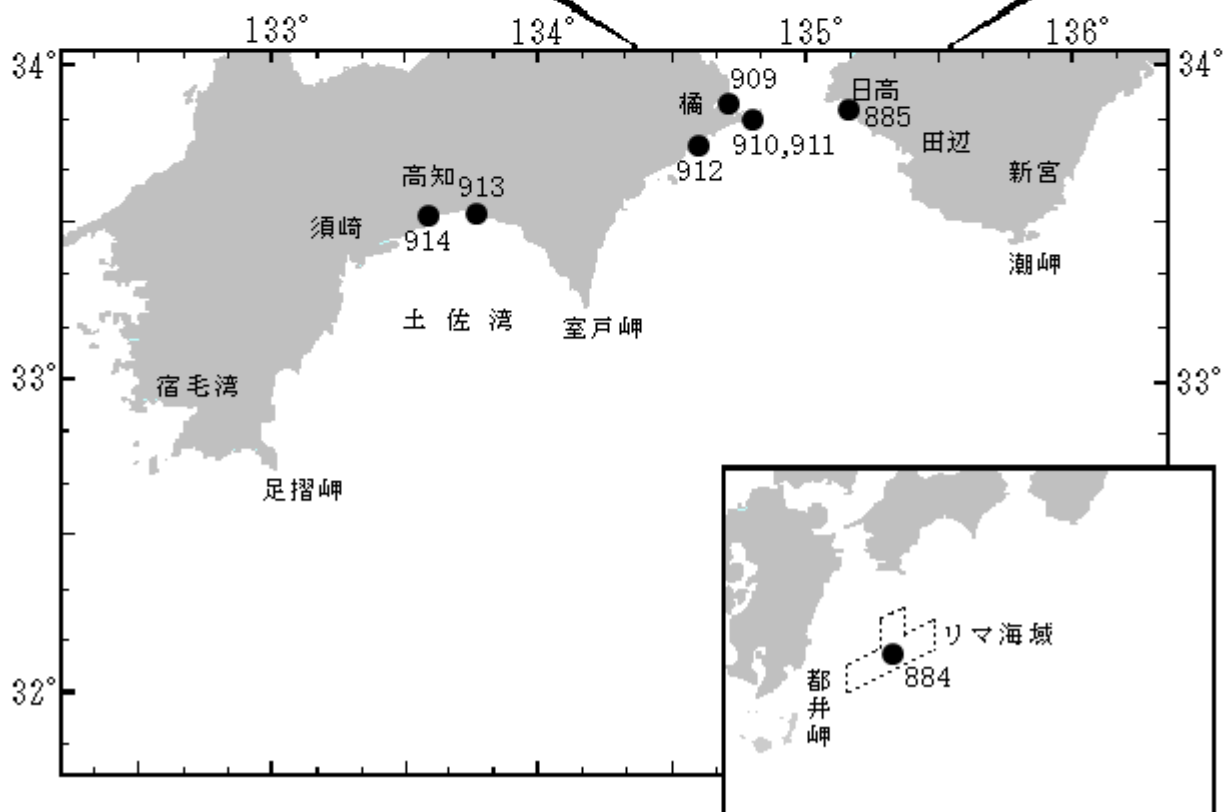 133° 134° 135° 136°
34° 34°
909
日高
橘
885
910,911
田辺
912
新宮
高知
913
須崎
914
潮岬
土佐湾
室戸岬
33° 33°
宿毛湾
足摺岬
リマ海域
884
都井岬
32°